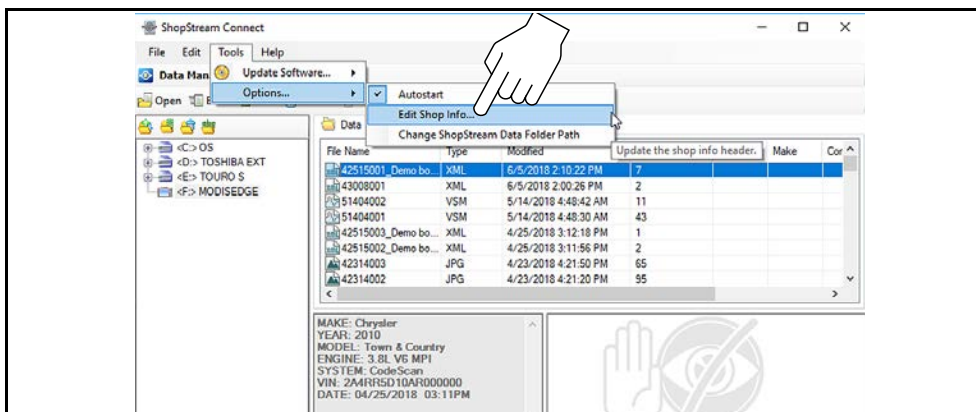 ShopStream Connect
File Edit Tools Help
Data Man
Update Software...
Open
Options...
Autostart
Edit Shop Info...
Change ShopStream Data Folder Path
Update the shop info header.
Data
File Name Type Modified Make
42515001_Demo bo... XML 6/5/2018 2:10:22 PM 7
43008001 XML 6/5/2018 2:00:26 PM 2
51404002 VSM 5/14/2018 4:48:42 AM 11
51404001 VSM 5/14/2018 4:48:30 AM 43
42515003_Demo bo... XML 4/25/2018 3:12:18 PM 1
42515002_Demo bo... XML 4/25/2018 3:11:56 PM 2
42314003 JPG 4/23/2018 4:21:50 PM 65
42314002 JPG 4/23/2018 4:21:20 PM 95
<C:> OS
<D:> TOSHIBA EXT
<E:> TOURO S
<F:> MODISEDGE
MAKE: Chrysler
YEAR: 2010
MODEL: Town & Country
ENGINE: 3.8L V6 MPI
SYSTEM: CodeScan
VIN: 2A4RR5D10AR000000
DATE: 04/25/2018 03:11PM